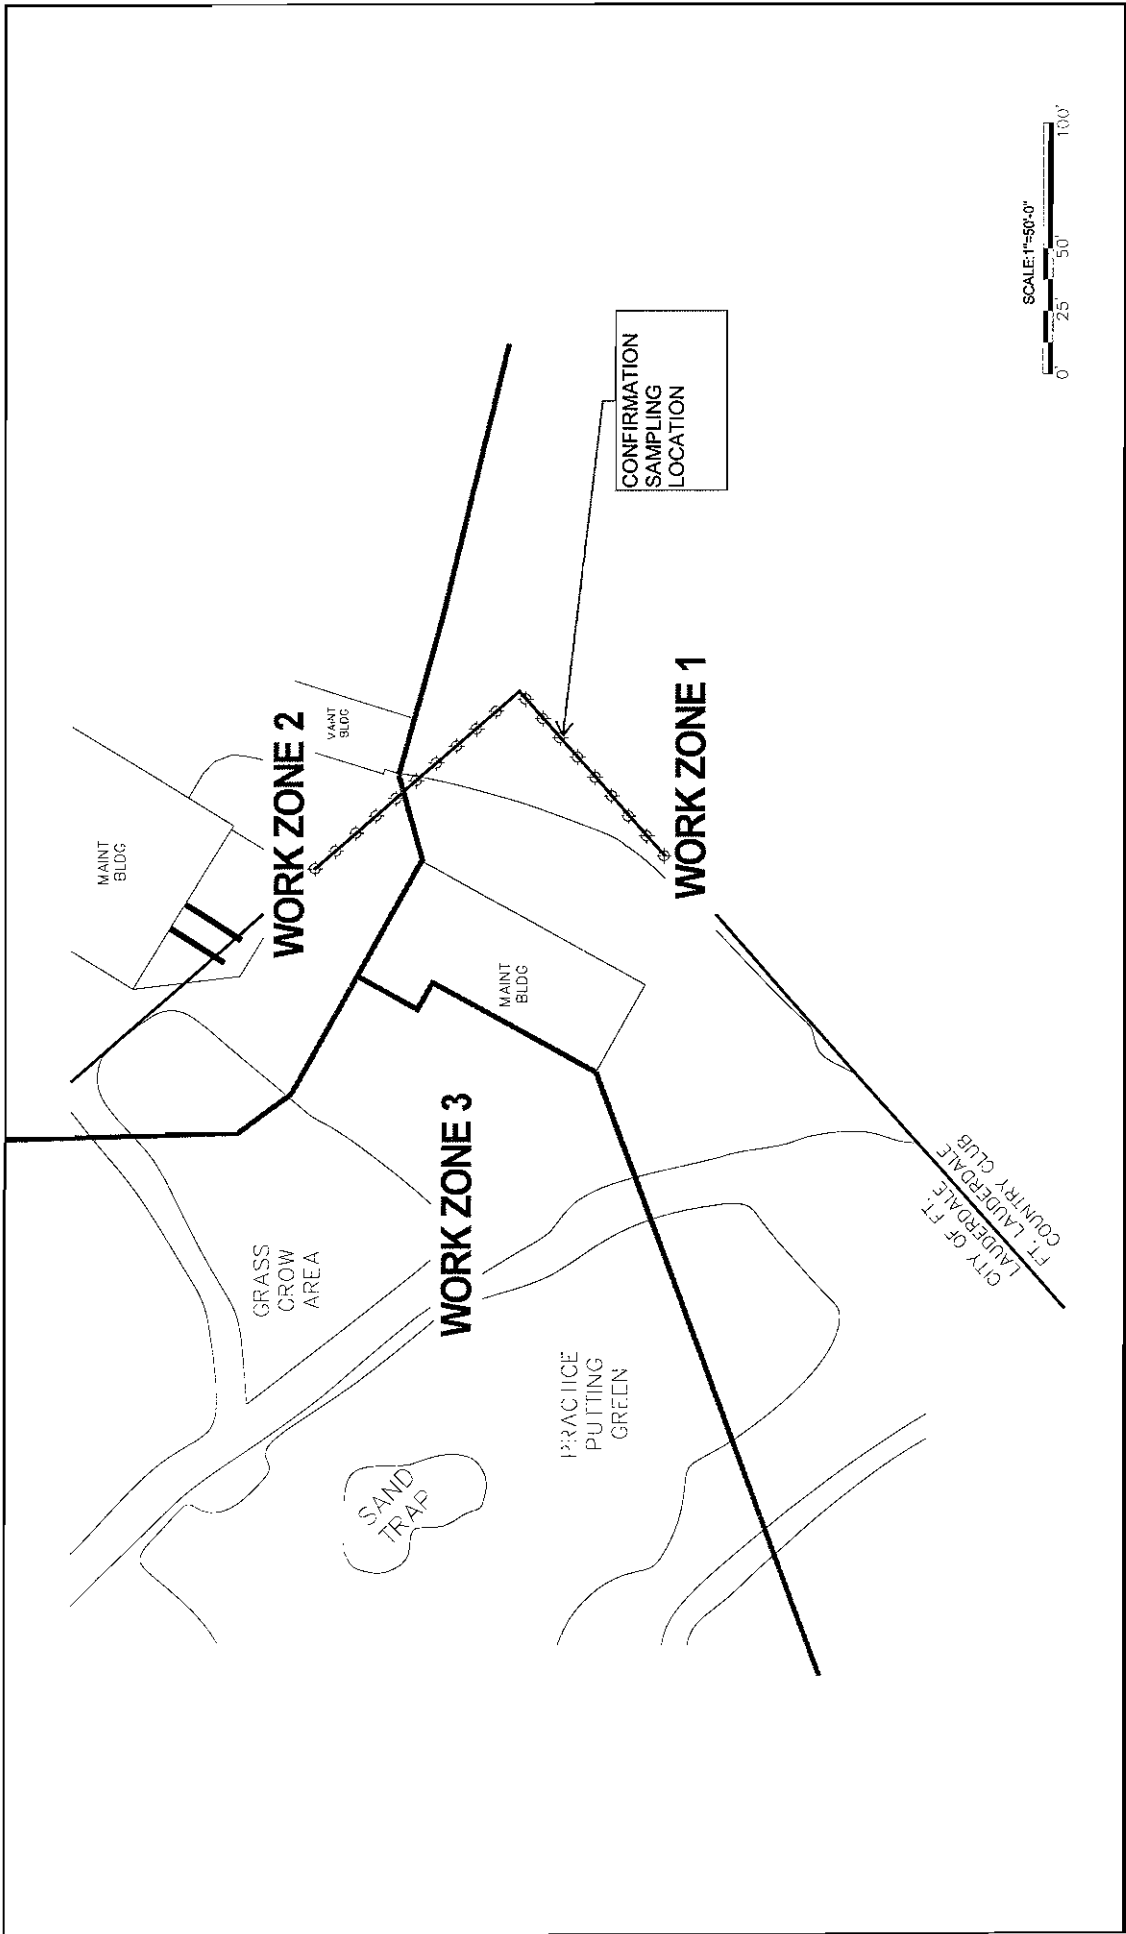 MAINT
BLDG
GRASS
CROW
AREA
WORK ZONE 2
MAINT
BLDG
SAND
TRAP
WORK ZONE 3
MAINT
BLDG
PRACTICE
PUTTING
GREEN
CONFIRMATION
SAMPLING
LOCATION
WORK ZONE 1
CITY OF FT.
LAUDERDALE
FT. LAUDERDALE
COUNTRY CLUB
SCALE:1"=50'-0"
0' 25' 50' 100'